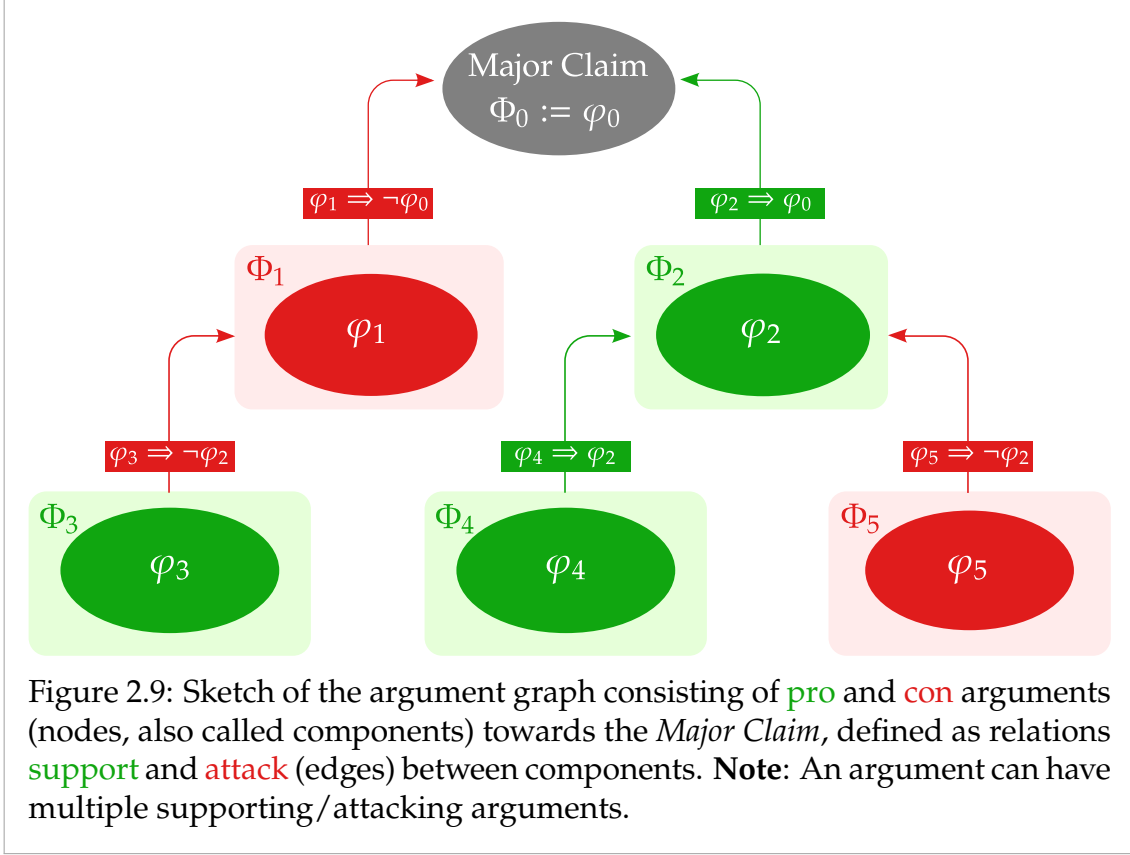 Major Claim
Φ₀ := φ₀
φ₁ ⇒ ¬φ₀
φ₂ ⇒ φ₀
Φ₁
φ₁
Φ₂
φ₂
φ₃ ⇒ ¬φ₂
φ₄ ⇒ φ₂
φ₅ ⇒ ¬φ₂
Φ₃
φ₃
Φ₄
φ₄
Φ₅
φ₅
Figure 2.9: Sketch of the argument graph consisting of pro and con arguments
(nodes, also called components) towards the Major Claim, defined as relations
support and attack (edges) between components. Note: An argument can have
multiple supporting/attacking arguments.